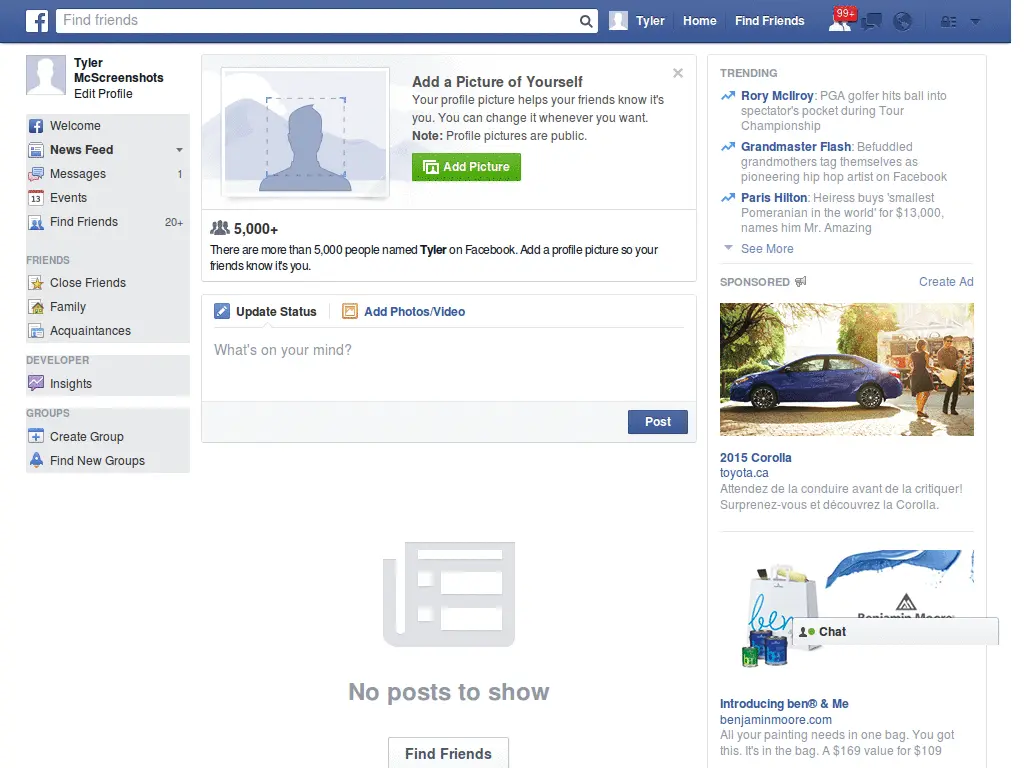 Find friends
Tyler
Home
Find Friends
99+
Tyler
McScreenshots
Edit Profile
Welcome
News Feed
Messages 1
13 Events
Find Friends 20+
FRIENDS
Close Friends
Family
Acquaintances
DEVELOPER
Insights
GROUPS
Create Group
Find New Groups
Add a Picture of Yourself
Your profile picture helps your friends know it's
you. You can change it whenever you want.
Note: Profile pictures are public.
Add Picture
5,000+
There are more than 5,000 people named Tyler on Facebook. Add a profile picture so your
friends know it's you.
Update Status
Add Photos/Video
What's on your mind?
Post
No posts to show
Find Friends
TRENDING
Rory McIlroy: PGA golfer hits ball into
spectator's pocket during Tour
Championship
Grandmaster Flash: Befuddled
grandmothers tag themselves as
pioneering hip hop artist on Facebook
Paris Hilton: Heiress buys 'smallest
Pomeranian in the world' for $13,000,
names him Mr. Amazing
See More
SPONSORED
Create Ad
2015 Corolla
toyota.ca
Attendez de la conduire avant de la critiquer!
Surprenez-vous et découvrez la Corolla.
ben
Benjamin Moore
Chat
Introducing ben® & Me
benjaminmoore.com
All your painting needs in one bag. You got
this. It's in the bag. A $169 value for $109